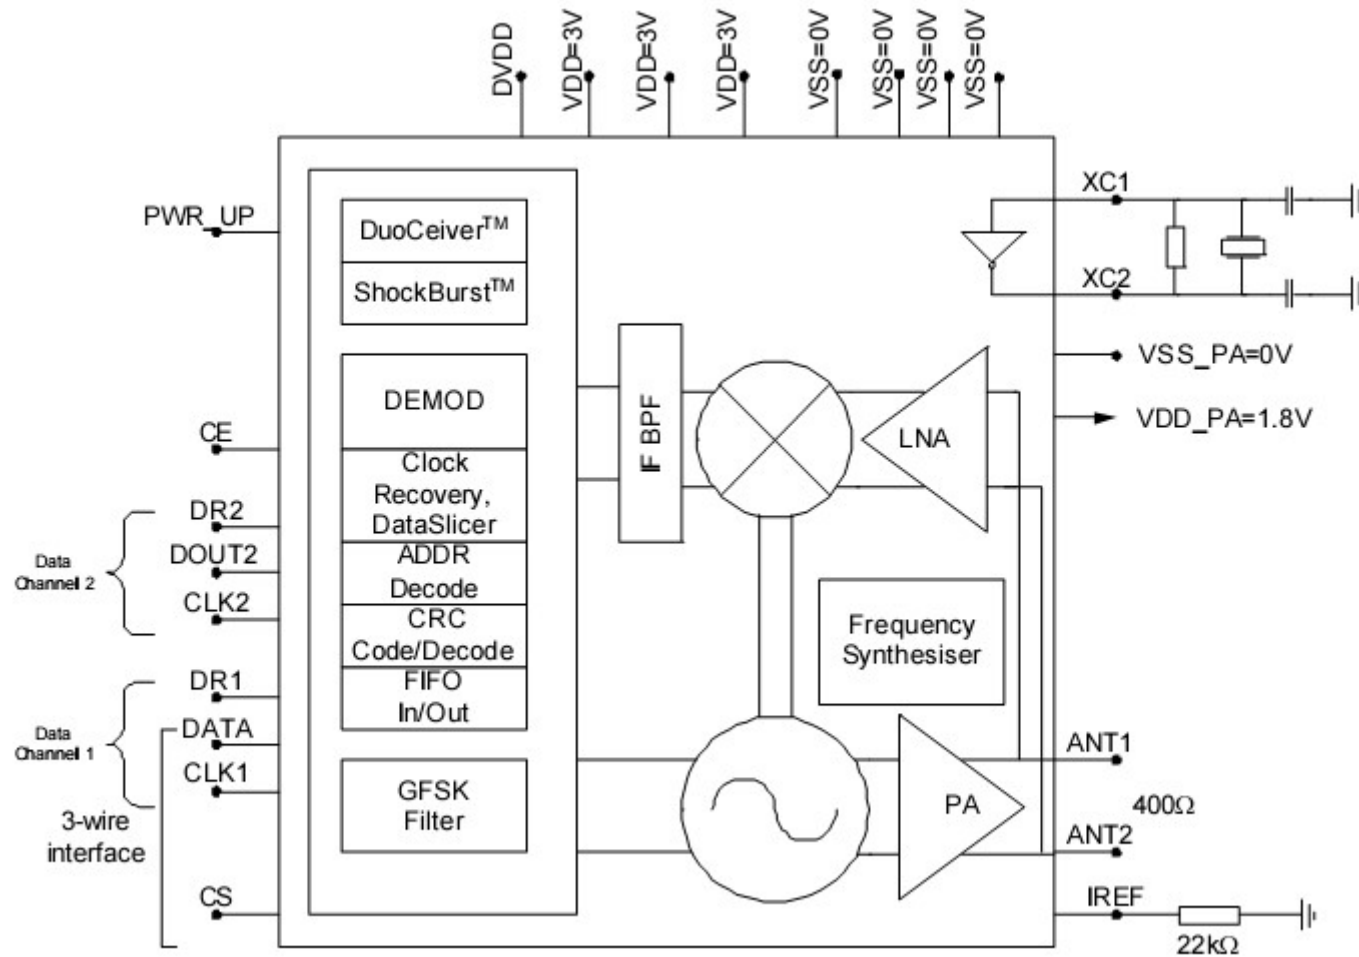 DVDD
VDD=3V
VDD=3V
VDD=3V
VSS=0V
VSS=0V
VSS=0V
VSS=0V
PWR_UP
DuoCeiver™
ShockBurst™
XC1
XC2
VSS_PA=0V
VDD_PA=1.8V
DEMOD
IF BPF
LNA
CE
Clock
Recovery,
DataSlicer
DR2
Data
Channel 2
DOUT2
ADDR
Decode
CLK2
CRC
Code/Decode
Frequency
Synthesiser
DR1
FIFO
In/Out
Data
Channel 1
DATA
CLK1
3-wire
interface
GFSK
Filter
PA
ANT1
400Ω
ANT2
CS
IREF
22kΩ